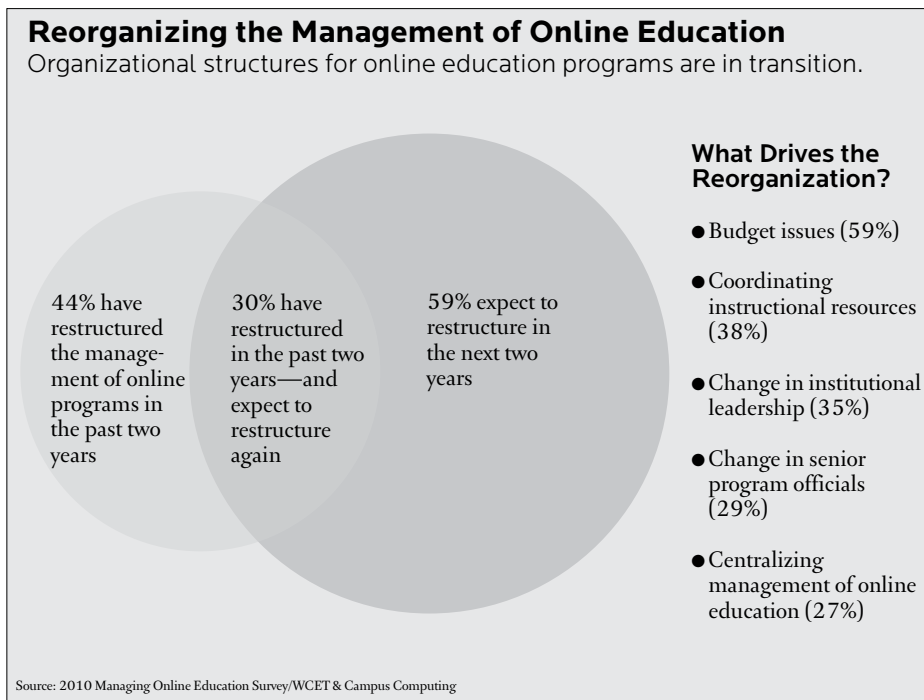 Reorganizing the Management of Online Education
Organizational structures for online education programs are in transition.
44% have
restructured
the manage-
ment of online
programs in
the past two
years
30% have
restructured
in the past two
years—and
expect to
restructure
again
59% expect to
restructure in
the next two
years
What Drives the
Reorganization?
● Budget issues (59%)
● Coordinating
instructional resources
(38%)
● Change in institutional
leadership (35%)
● Change in senior
program officials
(29%)
● Centralizing
management of online
education (27%)
Source: 2010 Managing Online Education Survey/WCET & Campus Computing